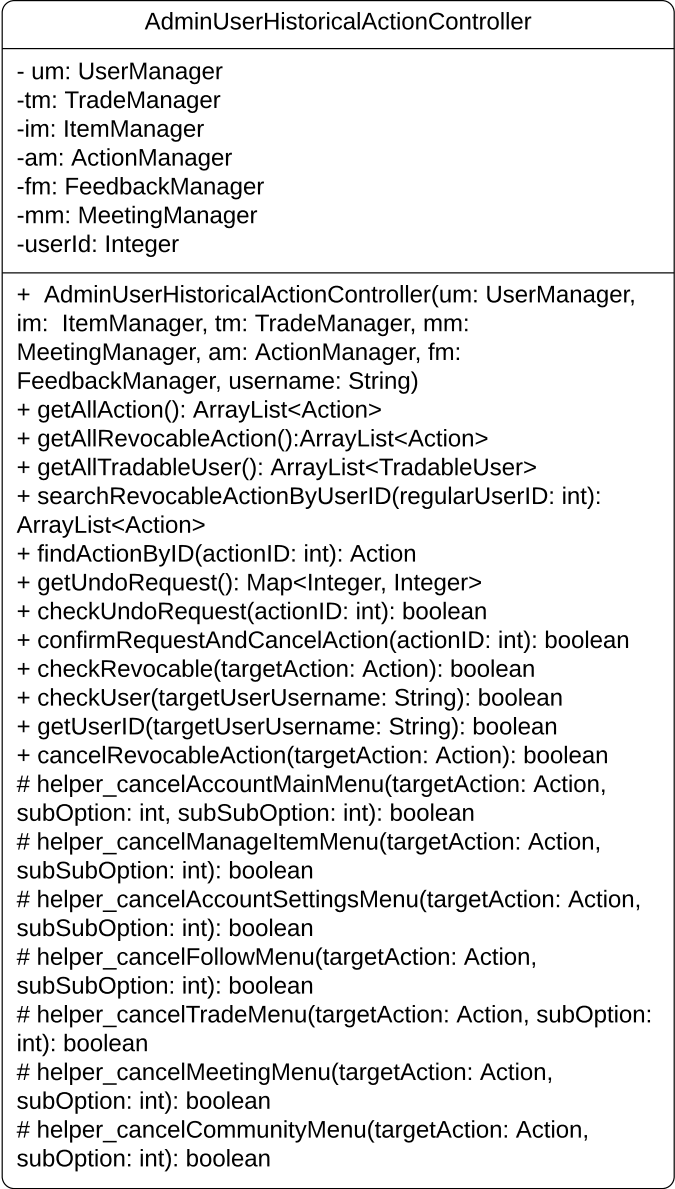 AdminUserHistoricalActionController
- um: UserManager
-tm: TradeManager
-im: ItemManager
-am: ActionManager
-fm: FeedbackManager
-mm: MeetingManager
-userId: Integer
+  AdminUserHistoricalActionController(um: UserManager,
im:  ItemManager, tm: TradeManager, mm:
MeetingManager, am: ActionManager, fm:
FeedbackManager, username: String)
+ getAllAction(): ArrayList<Action>
+ getAllRevocableAction():ArrayList<Action>
+ getAllTradableUser(): ArrayList<TradableUser>
+ searchRevocableActionByUserID(regularUserID: int):
ArrayList<Action>
+ findActionByID(actionID: int): Action
+ getUndoRequest(): Map<Integer, Integer>
+ checkUndoRequest(actionID: int): boolean
+ confirmRequestAndCancelAction(actionID: int): boolean
+ checkRevocable(targetAction: Action): boolean
+ checkUser(targetUserUsername: String): boolean
+ getUserID(targetUserUsername: String): boolean
+ cancelRevocableAction(targetAction: Action): boolean
# helper_cancelAccountMainMenu(targetAction: Action,
subOption: int, subSubOption: int): boolean
# helper_cancelManageItemMenu(targetAction: Action,
subSubOption: int): boolean
# helper_cancelAccountSettingsMenu(targetAction: Action,
subSubOption: int): boolean
# helper_cancelFollowMenu(targetAction: Action,
subSubOption: int): boolean
# helper_cancelTradeMenu(targetAction: Action, subOption:
int): boolean
# helper_cancelMeetingMenu(targetAction: Action,
subOption: int): boolean
# helper_cancelCommunityMenu(targetAction: Action,
subOption: int): boolean